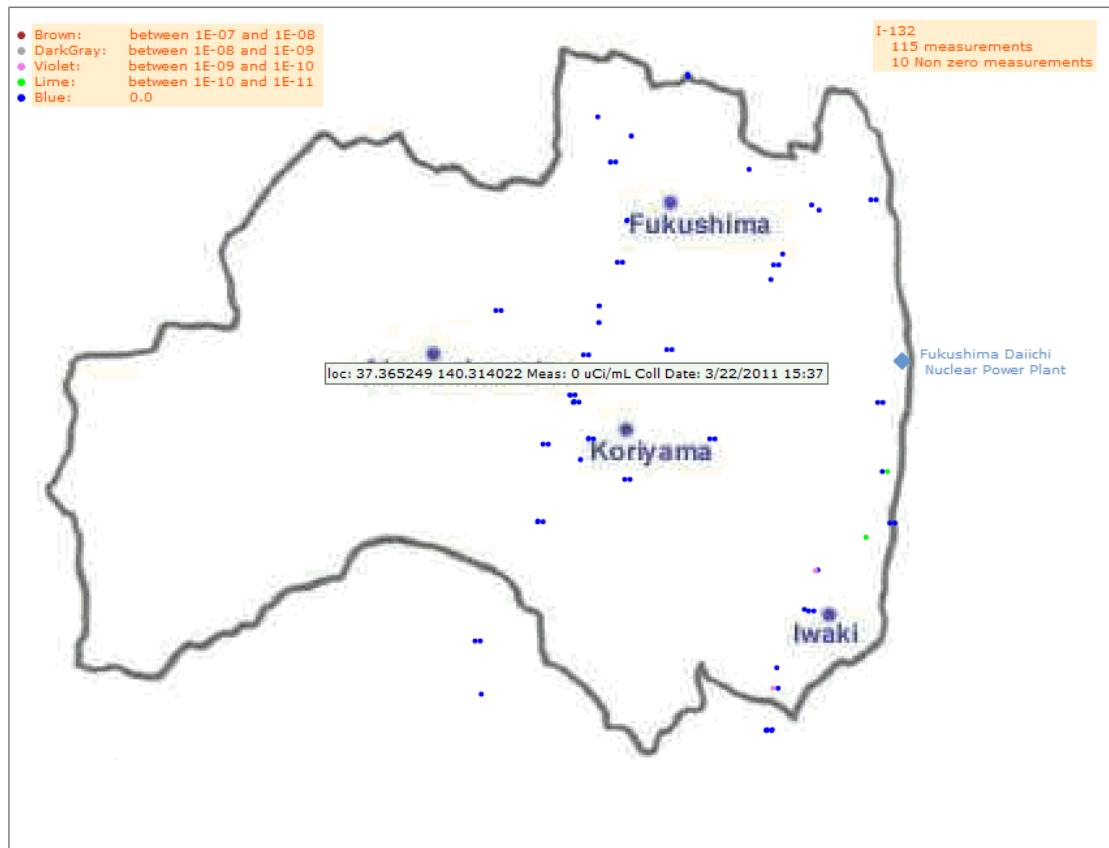 Brown: between 1E-07 and 1E-08
DarkGray: between 1E-08 and 1E-09
Violet: between 1E-09 and 1E-10
Lime: between 1E-10 and 1E-11
Blue: 0.0
I-132
115 measurements
10 Non zero measurements
Fukushima
Fukushima Daiichi
Nuclear Power Plant
loc: 37.365249 140.314022 Meas: 0 uCi/mL Coll Date: 3/22/2011 15:37
Koriyama
Iwaki